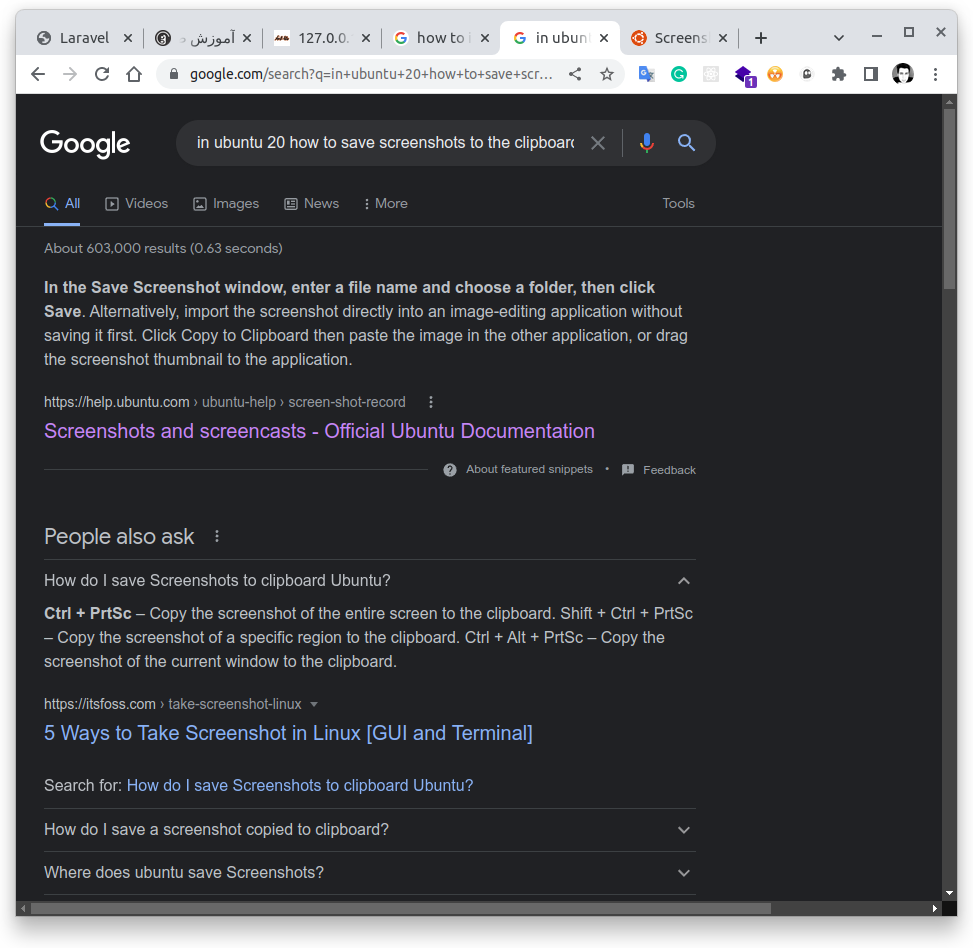 Laravel
آموزش د
127.0.0.
how to i
in ubunt
Screens
google.com/search?q=in+ubuntu+20+how+to+save+scr...
1
Google
in ubuntu 20 how to save screenshots to the clipboard
All
Videos
Images
News
More
Tools
About 603,000 results (0.63 seconds)
In the Save Screenshot window, enter a file name and choose a folder, then click
Save. Alternatively, import the screenshot directly into an image-editing application without
saving it first. Click Copy to Clipboard then paste the image in the other application, or drag
the screenshot thumbnail to the application.
https://help.ubuntu.com › ubuntu-help › screen-shot-record
Screenshots and screencasts - Official Ubuntu Documentation
About featured snippets • Feedback
People also ask
How do I save Screenshots to clipboard Ubuntu?
Ctrl + PrtSc – Copy the screenshot of the entire screen to the clipboard. Shift + Ctrl + PrtSc
– Copy the screenshot of a specific region to the clipboard. Ctrl + Alt + PrtSc – Copy the
screenshot of the current window to the clipboard.
https://itsfoss.com › take-screenshot-linux
5 Ways to Take Screenshot in Linux [GUI and Terminal]
Search for: How do I save Screenshots to clipboard Ubuntu?
How do I save a screenshot copied to clipboard?
Where does ubuntu save Screenshots?